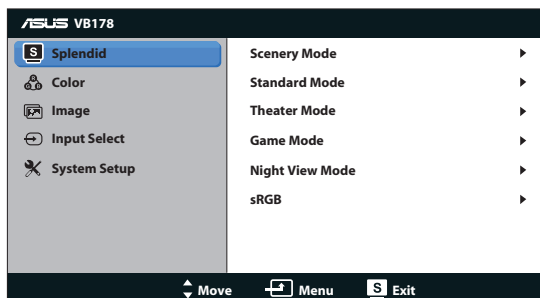 ASUS VB178
S Splendid
Color
Image
Input Select
System Setup
Scenery Mode
Standard Mode
Theater Mode
Game Mode
Night View Mode
sRGB
Move Menu S Exit